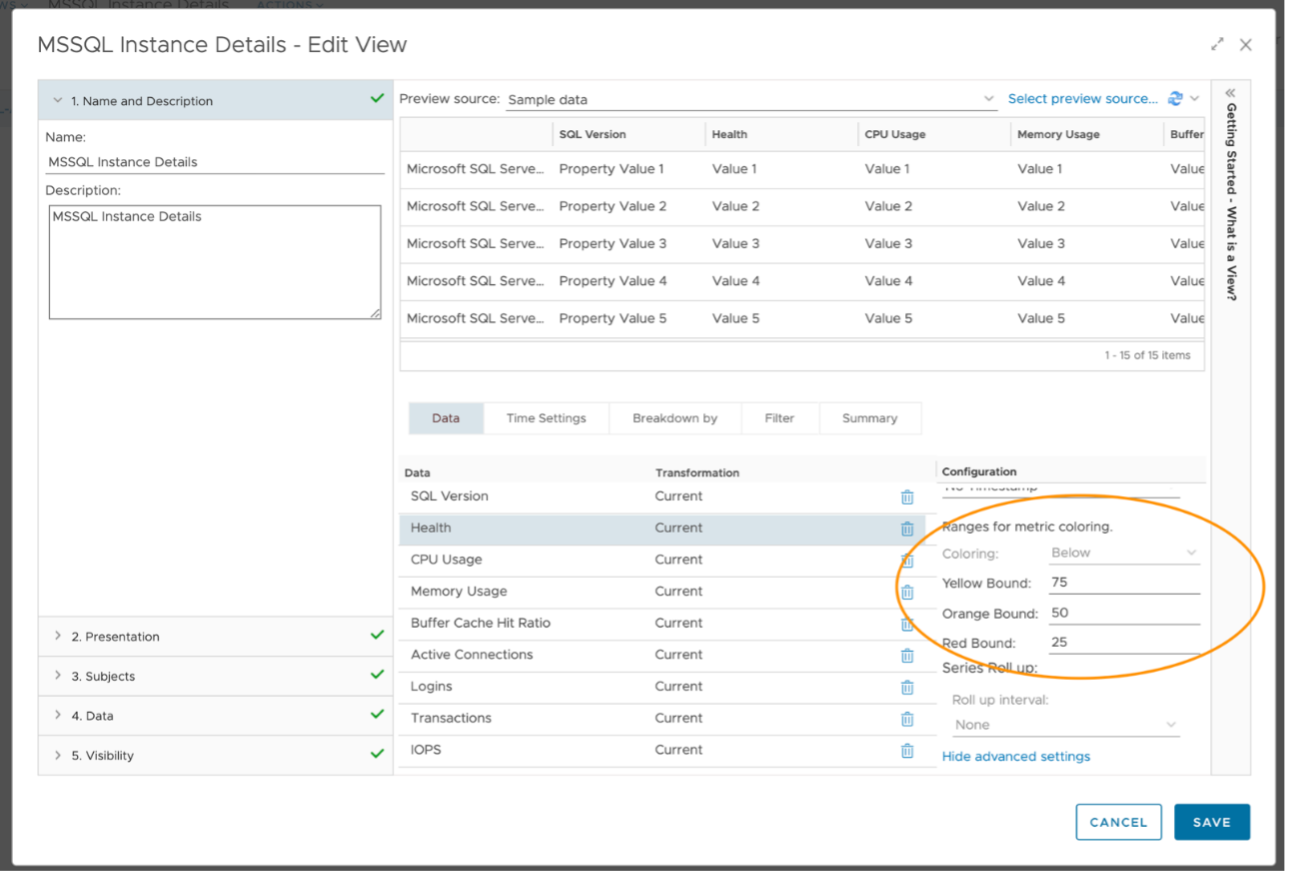 MSSQL Instance Details ACTIONS
MSSQL Instance Details - Edit View
1. Name and Description
Name:
MSSQL Instance Details
Description:
MSSQL Instance Details
2. Presentation
3. Subjects
4. Data
5. Visibility
Preview source: Sample data Select preview source...
SQL Version Health CPU Usage Memory Usage Buffer
Microsoft SQL Serve... Property Value 1 Value 1 Value 1 Value 1 Value
Microsoft SQL Serve... Property Value 2 Value 2 Value 2 Value 2 Value
Microsoft SQL Serve... Property Value 3 Value 3 Value 3 Value 3 Value
Microsoft SQL Serve... Property Value 4 Value 4 Value 4 Value 4 Value
Microsoft SQL Serve... Property Value 5 Value 5 Value 5 Value 5 Value
1 - 15 of 15 items
Data Time Settings Breakdown by Filter Summary
Data Transformation
SQL Version Current
Health Current
CPU Usage Current
Memory Usage Current
Buffer Cache Hit Ratio Current
Active Connections Current
Logins Current
Transactions Current
IOPS Current
Configuration
No Timestamp
Ranges for metric coloring.
Coloring: Below
Yellow Bound: 75
Orange Bound: 50
Red Bound: 25
Series Roll up:
Roll up interval:
None
Hide advanced settings
Getting Started - What is a View?
CANCEL SAVE